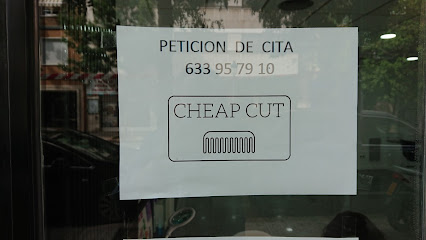 PETICION DE CITA
633 95 79 10
CHEAP CUT